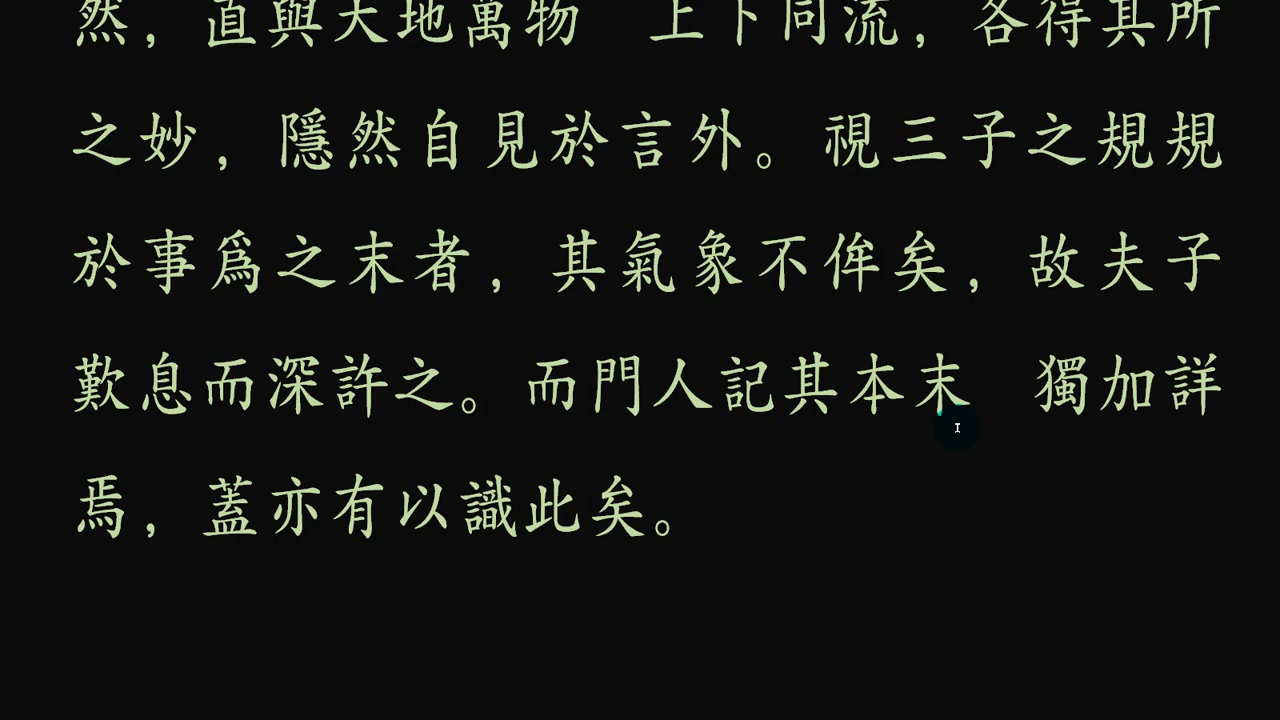 然，直與天地萬物　上下同流，各得其所
之妙，隱然自見於言外。視三子之規規
於事爲之末者，其氣象不侔矣，故夫子
歎息而深許之。而門人記其本末　獨加詳
焉，蓋亦有以識此矣。